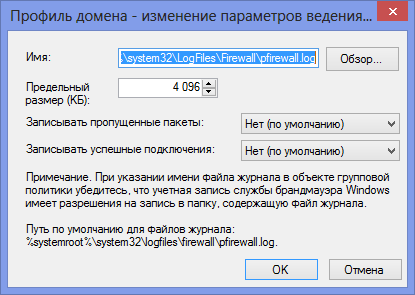 Профиль домена - изменение параметров ведения...
Имя:
:\system32\LogFiles\Firewall\pfirewall.log
Обзор...
Предельный
размер (КБ):
4 096
Записывать пропущенные пакеты:
Нет (по умолчанию)
Записывать успешные подключения:
Нет (по умолчанию)
Примечание. При указании имени файла журнала в объекте групповой
политики убедитесь, что учетная запись службы брандмауэра Windows
имеет разрешения на запись в папку, содержащую файл журнала.
Путь по умолчанию для файлов журнала:
%systemroot%\system32\logfiles\firewall\pfirewall.log.
OK
Отмена